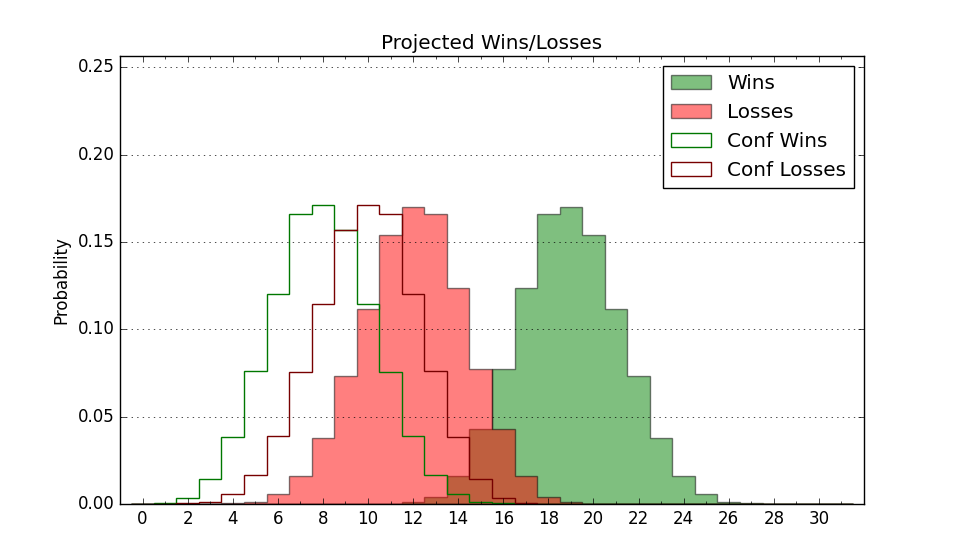 Projected Wins/Losses
0.25
0.20
0.15
0.10
0.05
0.00
Probability
Wins
Losses
Conf Wins
Conf Losses
0 2 4 6 8 10 12 14 16 18 20 22 24 26 28 30